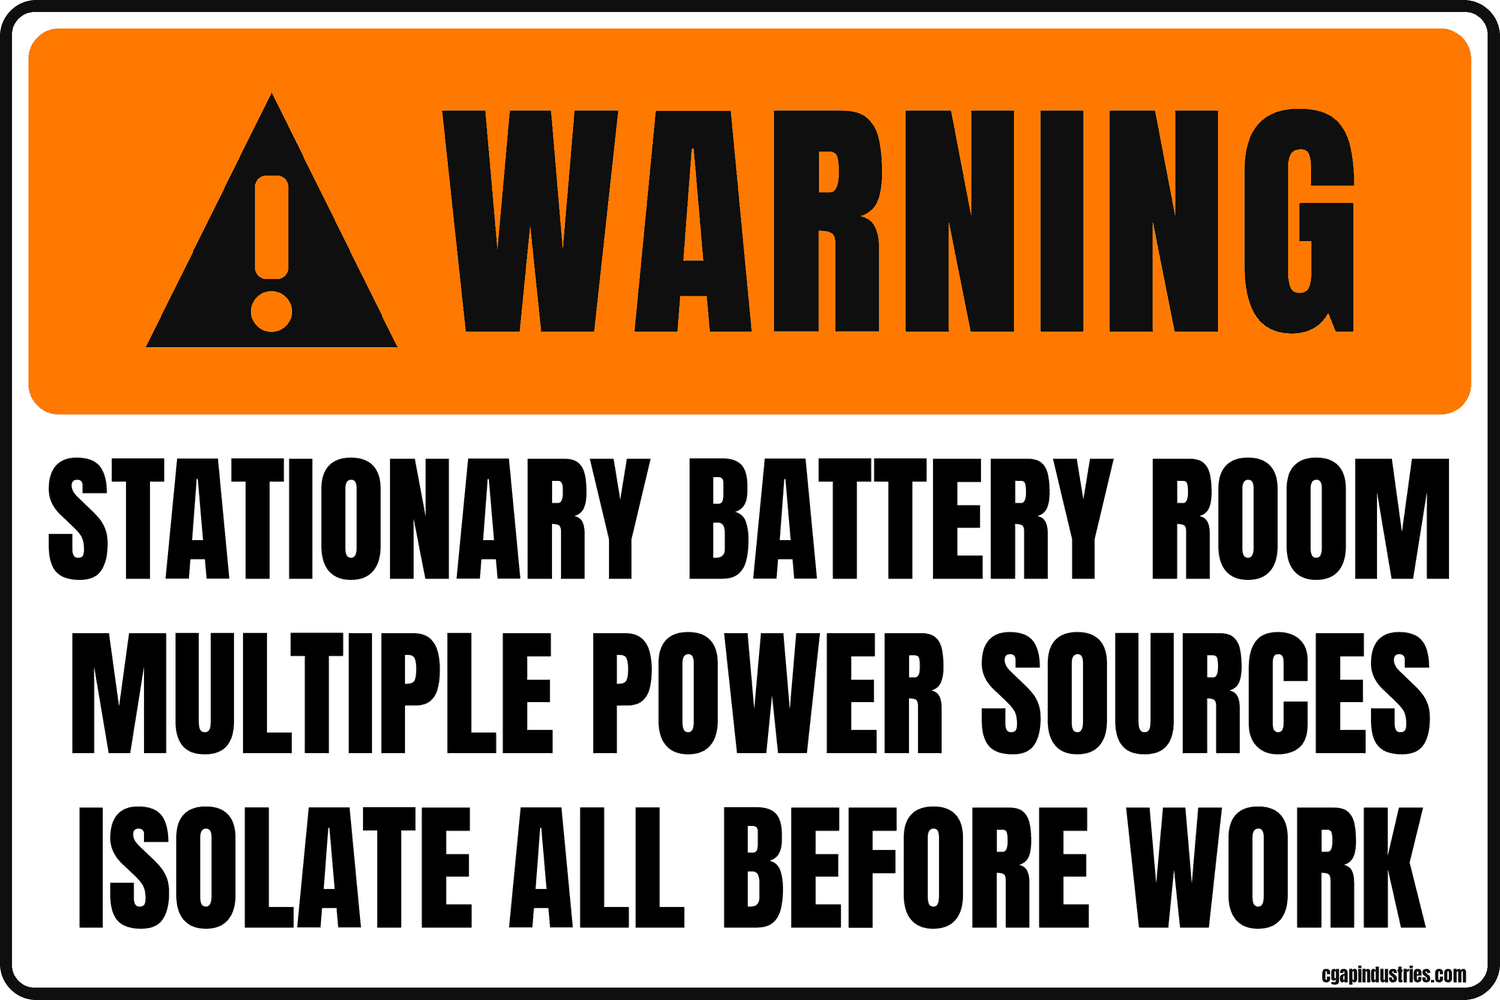 WARNING
STATIONARY BATTERY ROOM
MULTIPLE POWER SOURCES
ISOLATE ALL BEFORE WORK
cgapindustries.com